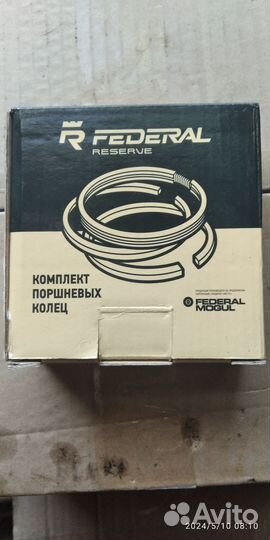 R FEDERAL
RESERVE
КОМПЛЕКТ
ПОРШНЕВЫХ
КОЛЕЦ
FEDERAL
MOGUL
2024/5/10 08:10
Avito